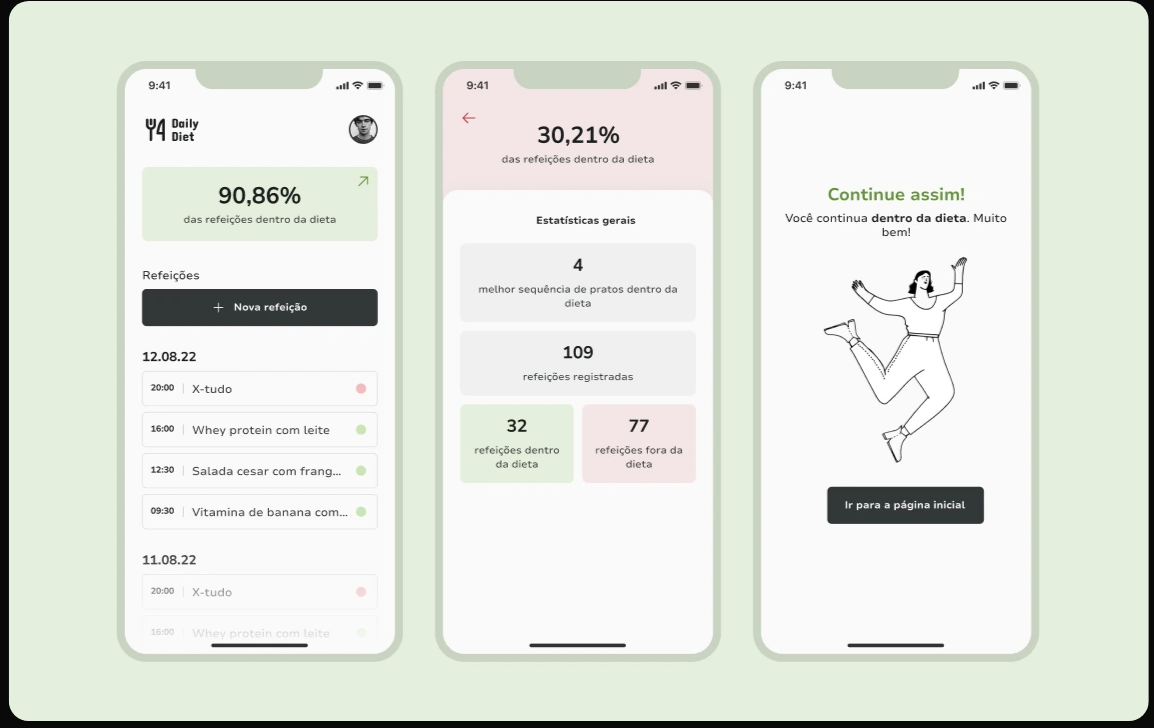 9:41
Daily
Diet
90,86%
das refeições dentro da dieta
Refeições
+ Nova refeição
12.08.22
20:00 | X-tudo
16:00 | Whey protein com leite
12:30 | Salada cesar com frang...
09:30 | Vitamina de banana com...
11.08.22
20:00 | X-tudo
16:00 | Whey protein com leite
9:41
30,21%
das refeições dentro da dieta
Estatísticas gerais
4
melhor sequência de pratos dentro da
dieta
109
refeições registradas
32
refeições dentro
da dieta
77
refeições fora da
dieta
9:41
Continue assim!
Você continua dentro da dieta. Muito
bem!
Ir para a página inicial